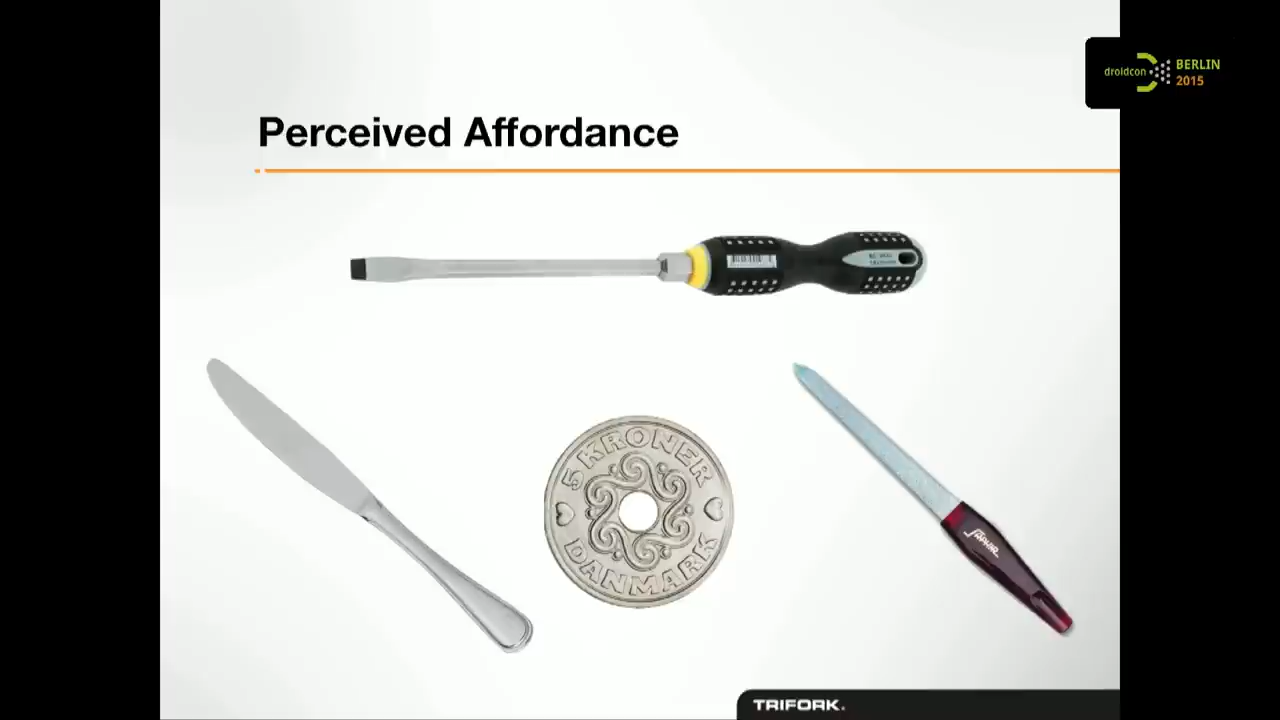 droidcon
BERLIN
2015
Perceived Affordance
5 KRONER
DANMARK
TRIFORK.